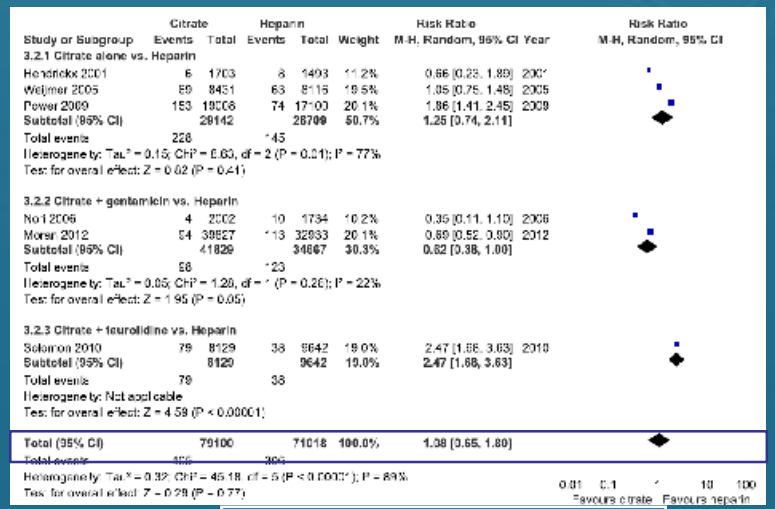 Citrate Heparin Risk Ratio Risk Ratio
Study or Subgroup Events Total Events Total Weight M-H, Random, 95% CI Year M-H, Random, 95% CI
3.2.1 Citrate alone vs. Heparin
Hendrickx 2001 6 1703 8 1493 11.2% 0.66 [0.23, 1.89] 2001
Weijmer 2005 69 8431 63 8116 19.5% 1.05 [0.75, 1.48] 2005
Power 2009 153 19008 74 17100 20.1% 1.86 [1.41, 2.45] 2009
Subtotal (95% CI) 29142 26709 50.7% 1.25 [0.74, 2.11]
Total events 228 145
Heterogeneity: Tau² = 0.15; Chi² = 8.63, df = 2 (P = 0.01); I² = 77%
Test for overall effect: Z = 0.82 (P = 0.41)
3.2.2 Citrate + gentamicin vs. Heparin
Nori 2006 4 2002 10 1734 10.2% 0.35 [0.11, 1.10] 2006
Moran 2012 94 39827 113 32933 20.1% 0.69 [0.52, 0.90] 2012
Subtotal (95% CI) 41829 34667 30.3% 0.62 [0.38, 1.00]
Total events 98 123
Heterogeneity: Tau² = 0.05; Chi² = 1.28, df = 1 (P = 0.26); I² = 22%
Test for overall effect: Z = 1.95 (P = 0.05)
3.2.3 Citrate + taurolidine vs. Heparin
Solomon 2010 79 8129 38 9642 19.0% 2.47 [1.68, 3.63] 2010
Subtotal (95% CI) 8129 9642 19.0% 2.47 [1.68, 3.63]
Total events 79 38
Heterogeneity: Not applicable
Test for overall effect: Z = 4.59 (P < 0.00001)
Total (95% CI) 79100 71018 100.0% 1.08 [0.65, 1.80]
Total events
Heterogeneity: Tau² = 0.32; Chi² = 45.18, df = 5 (P < 0.00001); I² = 89%
Test for overall effect: Z = 0.29 (P = 0.77)
0.01 0.1 1 10 100
Favours citrate Favours heparin